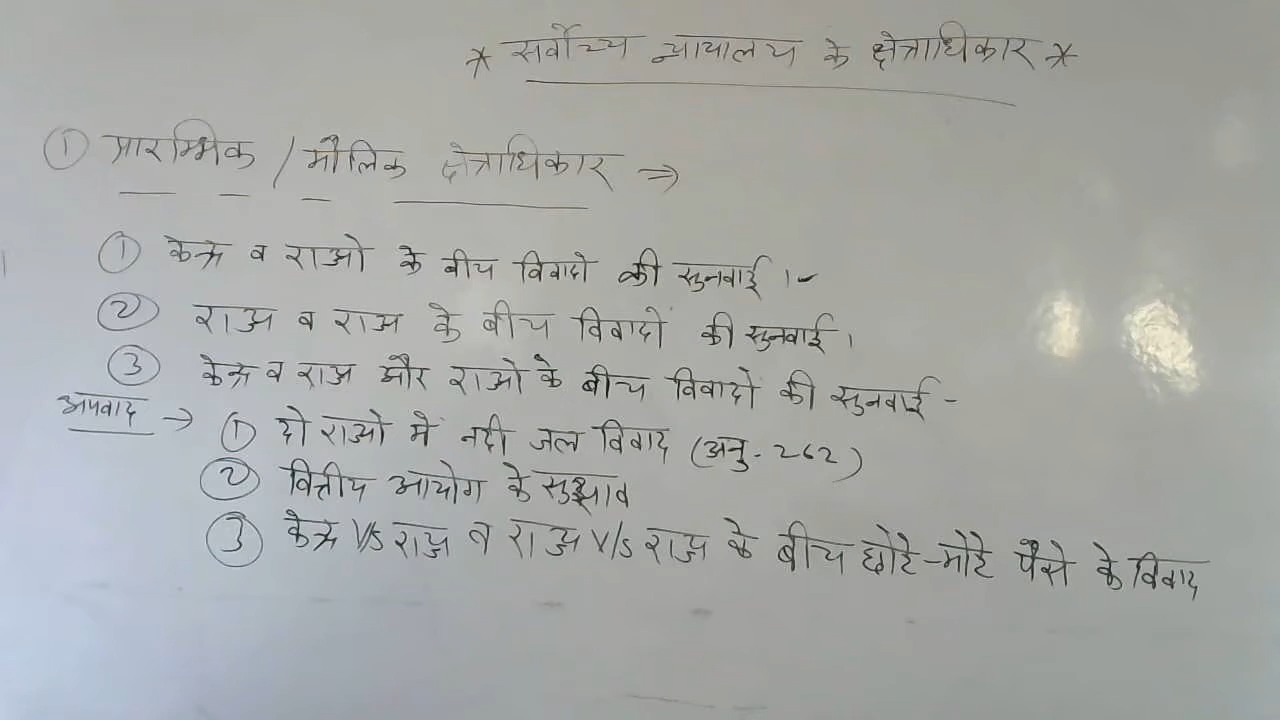 * सर्वोच्च न्यायालय के क्षेत्राधिकार *
① प्रारम्भिक / मौलिक क्षेत्राधिकार ⇒
① केन्द्र व राज्यो के बीच विवादो की सुनवाई ।-
② राज्य व राज्य के बीच विवादों की सुनवाई ।
③ केन्द्र व राज्य और राज्यो के बीच विवादों की सुनवाई -
अपवाद → ① दो राज्यो में नदी जल विवाद (अनु. 262)
② वित्तीय आयोग के सुझाव
③ केन्द्र V/s राज्य व राज्य V/s राज्य के बीच छोटे-मोटे पैसे के विवाद